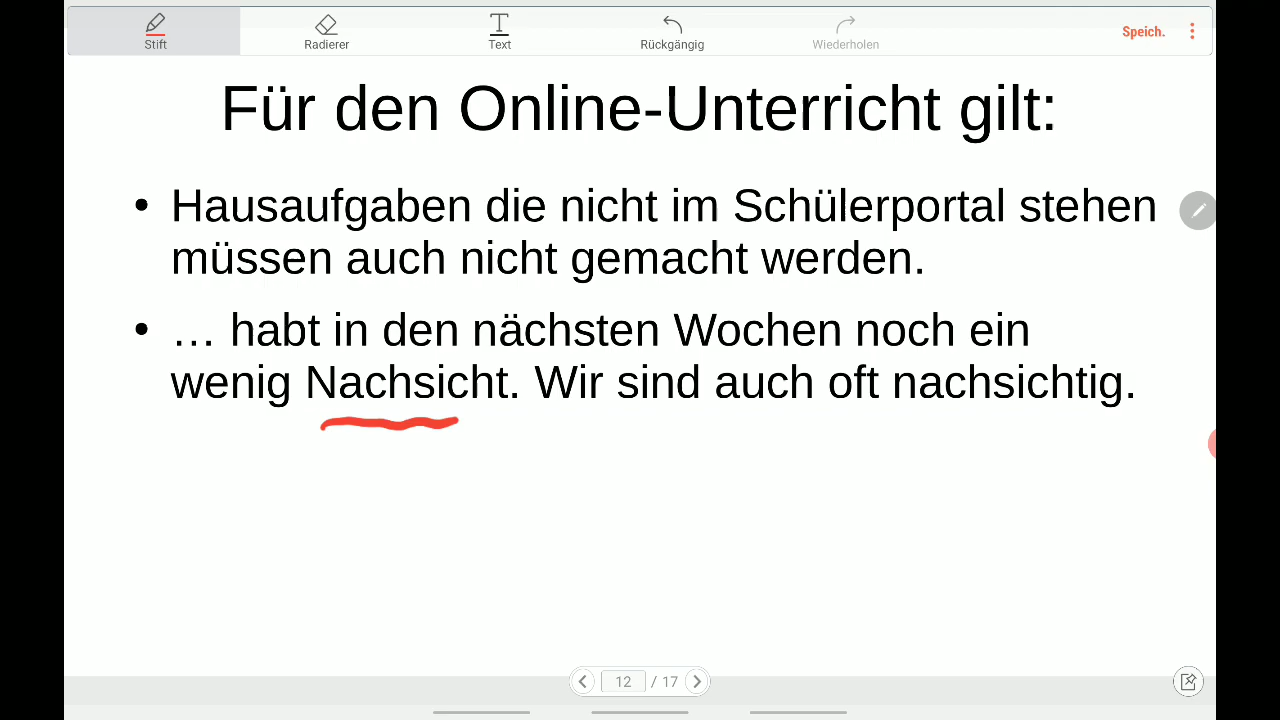 Stift Radierer Text Rückgängig Wiederholen Speich.
Für den Online-Unterricht gilt:
• Hausaufgaben die nicht im Schülerportal stehen
müssen auch nicht gemacht werden.
• … habt in den nächsten Wochen noch ein
wenig Nachsicht. Wir sind auch oft nachsichtig.
12 / 17